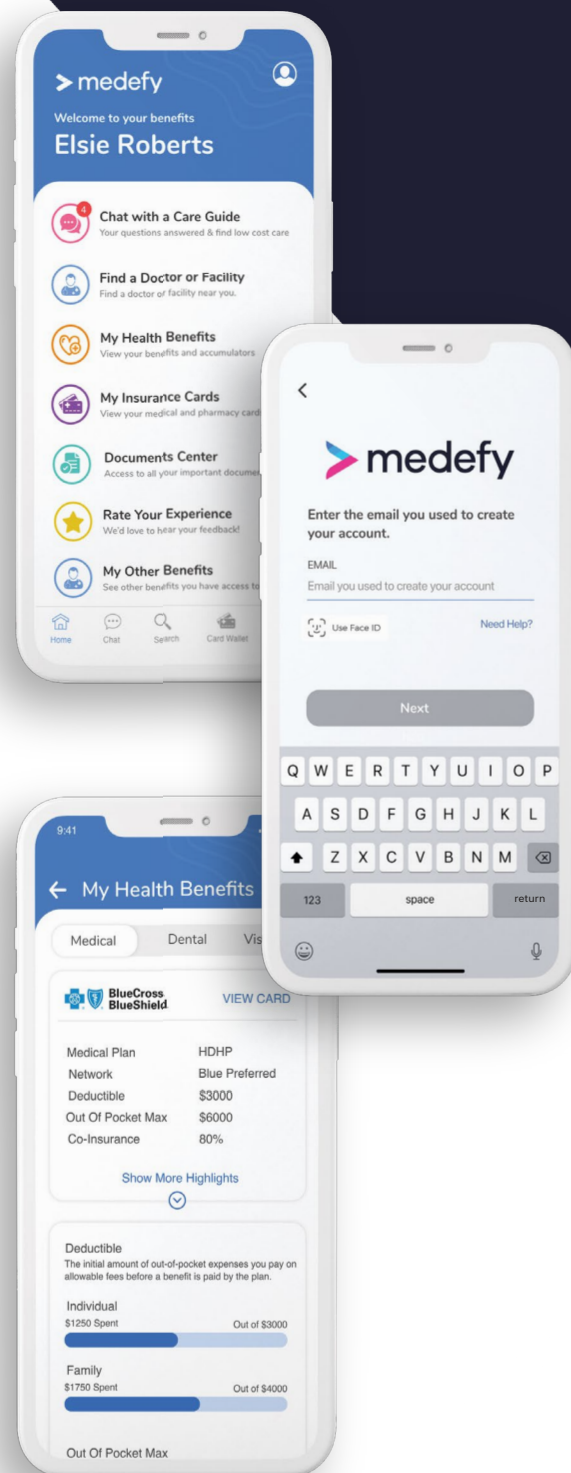 medefy
Welcome to your benefits
Elsie Roberts
4
Chat with a Care Guide
Your questions answered & find low cost care
Find a Doctor or Facility
Find a doctor of facility near you.
My Health Benefits
View your benefits and accumulators
My Insurance Cards
View your medical and pharmacy
Documents Center
Access to all your important
Rate Your Experience
We'd love to hear your feedback!
My Other Benefits
See other benefits you have access to
Home Chat Search Card Wallet
medefy
Enter the email you used to create
your account.
EMAIL
Email you used to create your account
Use Face ID Need Help?
Next
Q W E R T Y U I O P
A S D F G H J K L
Z X C V B N M
123 space return
9:41
My Health Benefits
Medical Dental
BlueCross
BlueShield
VIEW CARD
Medical Plan HDHP
Network Blue Preferred
Deductible $3000
Out Of Pocket Max $6000
Co-Insurance 80%
Show More Highlights
Deductible
The initial amount of out-of-pocket expenses you pay on
allowable fees before a benefit is paid by the plan.
Individual
$1250 Spent Out of $3000
Family
$1750 Spent Out of $4000
Out Of Pocket Max